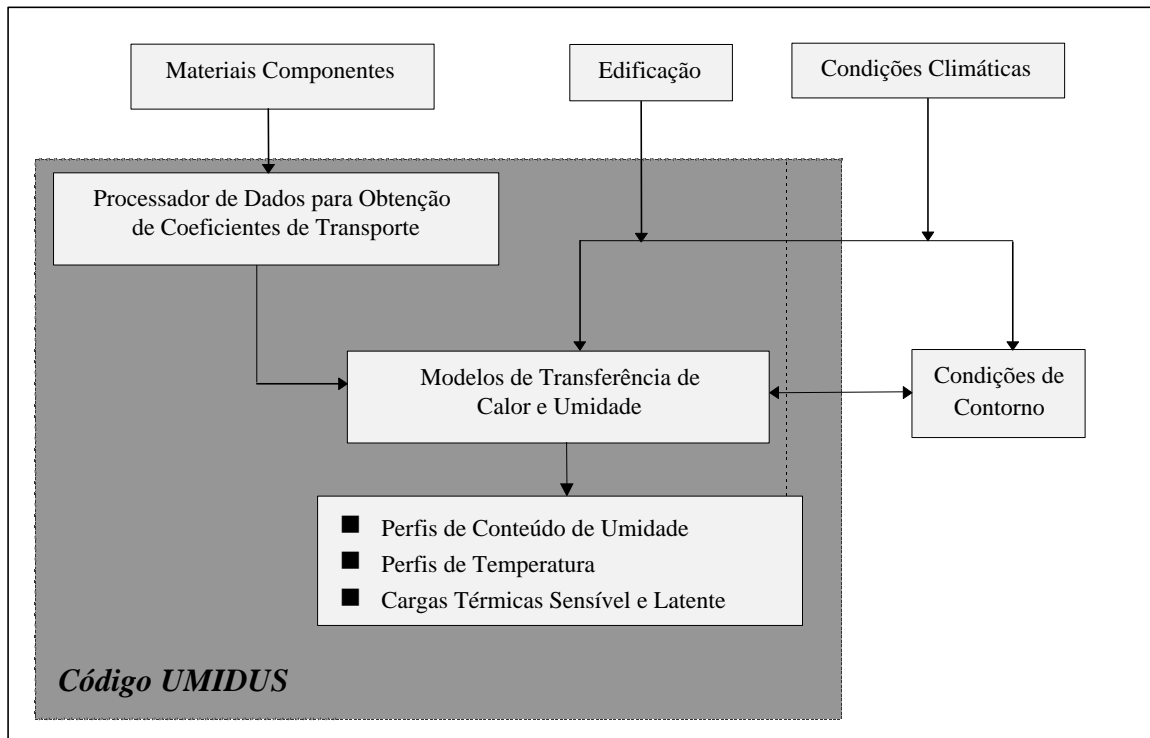 Materiais Componentes
Edificação
Condições Climáticas
Processador de Dados para Obtenção
de Coeficientes de Transporte
Modelos de Transferência de
Calor e Umidade
Condições de
Contorno
Perfis de Conteúdo de Umidade
Perfis de Temperatura
Cargas Térmicas Sensível e Latente
Código UMIDUS